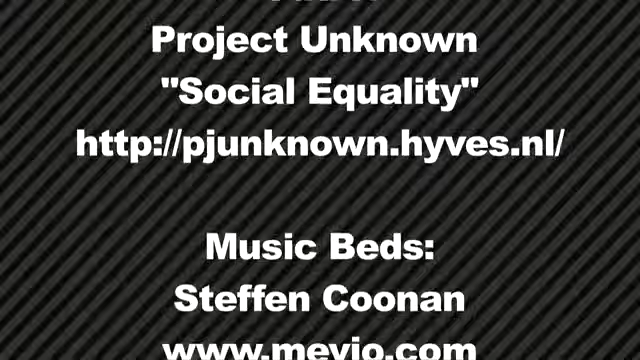 Project Unknown
"Social Equality"
http://pjunknown.hyves.nl/
Music Beds:
Steffen Coonan
www.mevio.com